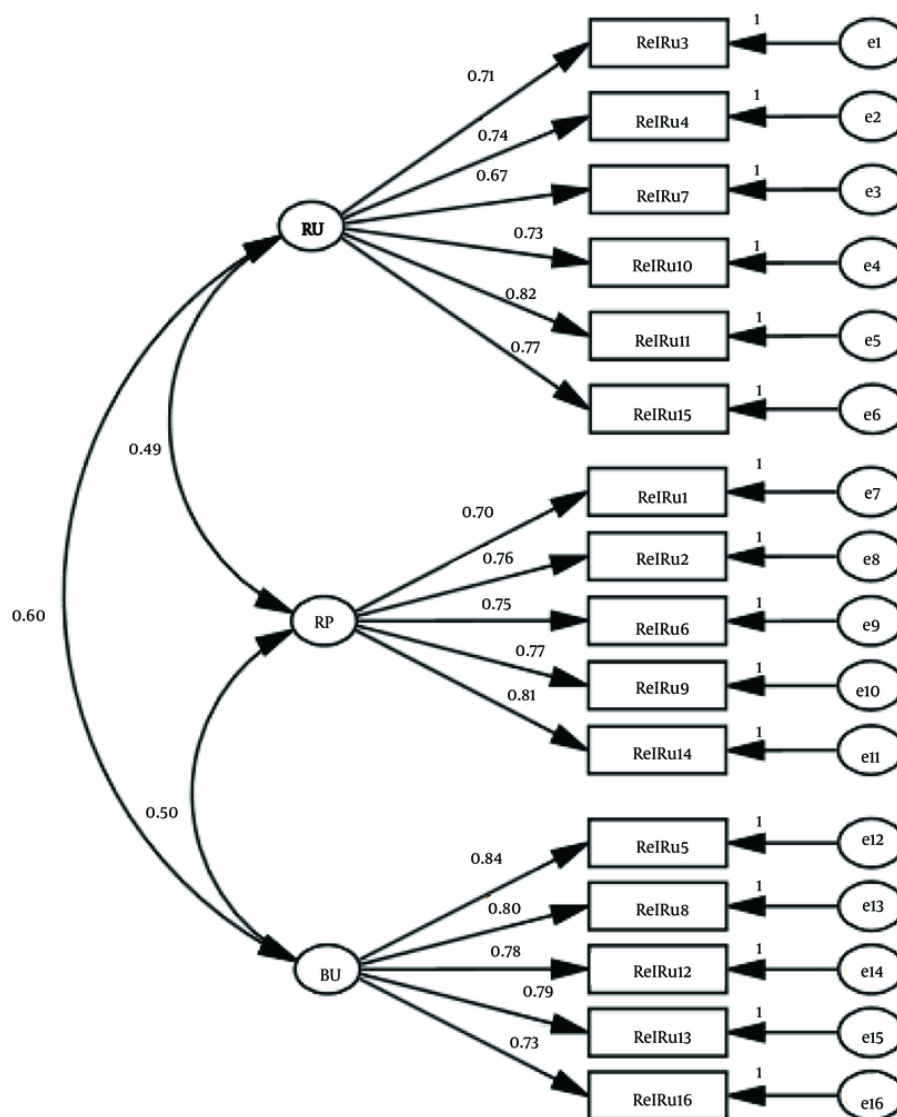 1
ReIRu3
e1
0.71
1
ReIRu4
e2
0.74
1
ReIRu7
e3
0.67
RU
1
ReIRu10
e4
0.73
1
ReIRu11
e5
0.82
1
ReIRu15
e6
0.77
0.49
1
ReIRu1
e7
0.70
1
ReIRu2
e8
0.76
0.60
RP
1
ReIRu6
e9
0.75
1
ReIRu9
e10
0.77
1
ReIRu14
e11
0.81
0.50
1
ReIRu5
e12
0.84
1
ReIRu8
e13
0.80
BU
1
ReIRu12
e14
0.78
1
ReIRu13
e15
0.79
1
ReIRu16
e16
0.73